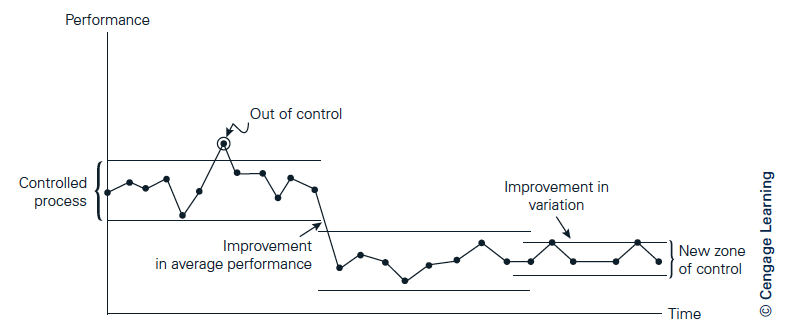 Performance
Out of control
Controlled
process
Improvement in
variation
Improvement
in average performance
New zone
of control
Time
© Cengage Learning